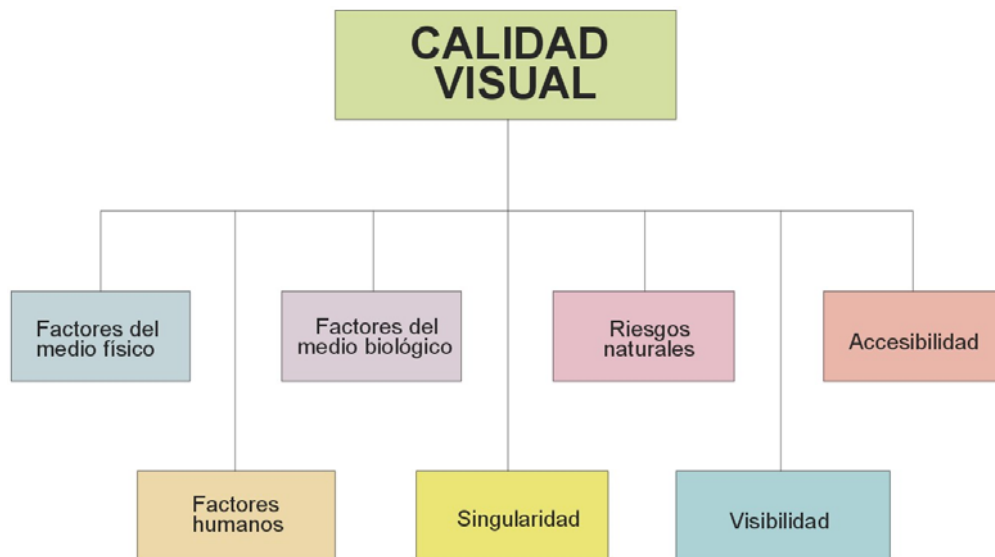 CALIDAD
VISUAL
Factores del
medio físico
Factores del
medio biológico
Riesgos
naturales
Accesibilidad
Factores
humanos
Singularidad
Visibilidad